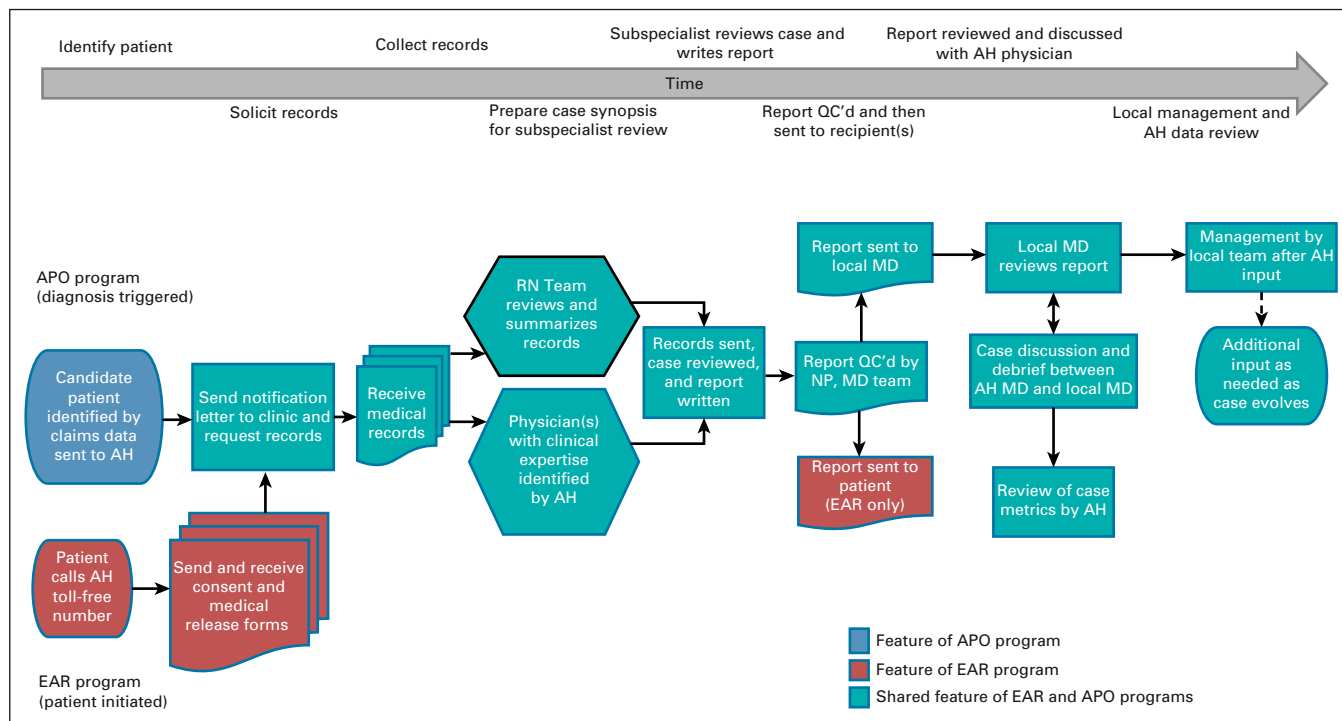 Identify patient
Collect records
Subspecialist reviews case and
writes report
Report reviewed and discussed
with AH physician
Time
Solicit records
Prepare case synopsis
for subspecialist review
Report QC'd and then
sent to recipient(s)
Local management and
AH data review
APO program
(diagnosis triggered)
Candidate
patient
identified by
claims data
sent to AH
Send notification
letter to clinic and
request records
Receive
medical
records
RN Team
reviews and
summarizes
records
Physician(s)
with clinical
expertise
identified
by AH
Records sent,
case reviewed,
and report
written
Report sent to
local MD
Report QC'd by
NP, MD team
Report sent to
patient
(EAR only)
Local MD
reviews report
Case discussion and
debrief between
AH MD and local MD
Review of case
metrics by AH
Management by
local team after AH
input
Additional
input as
needed as
case evolves
Patient
calls AH
toll-free
number
Send and receive
consent and
medical
release forms
EAR program
(patient initiated)
Feature of APO program
Feature of EAR program
Shared feature of EAR and APO programs